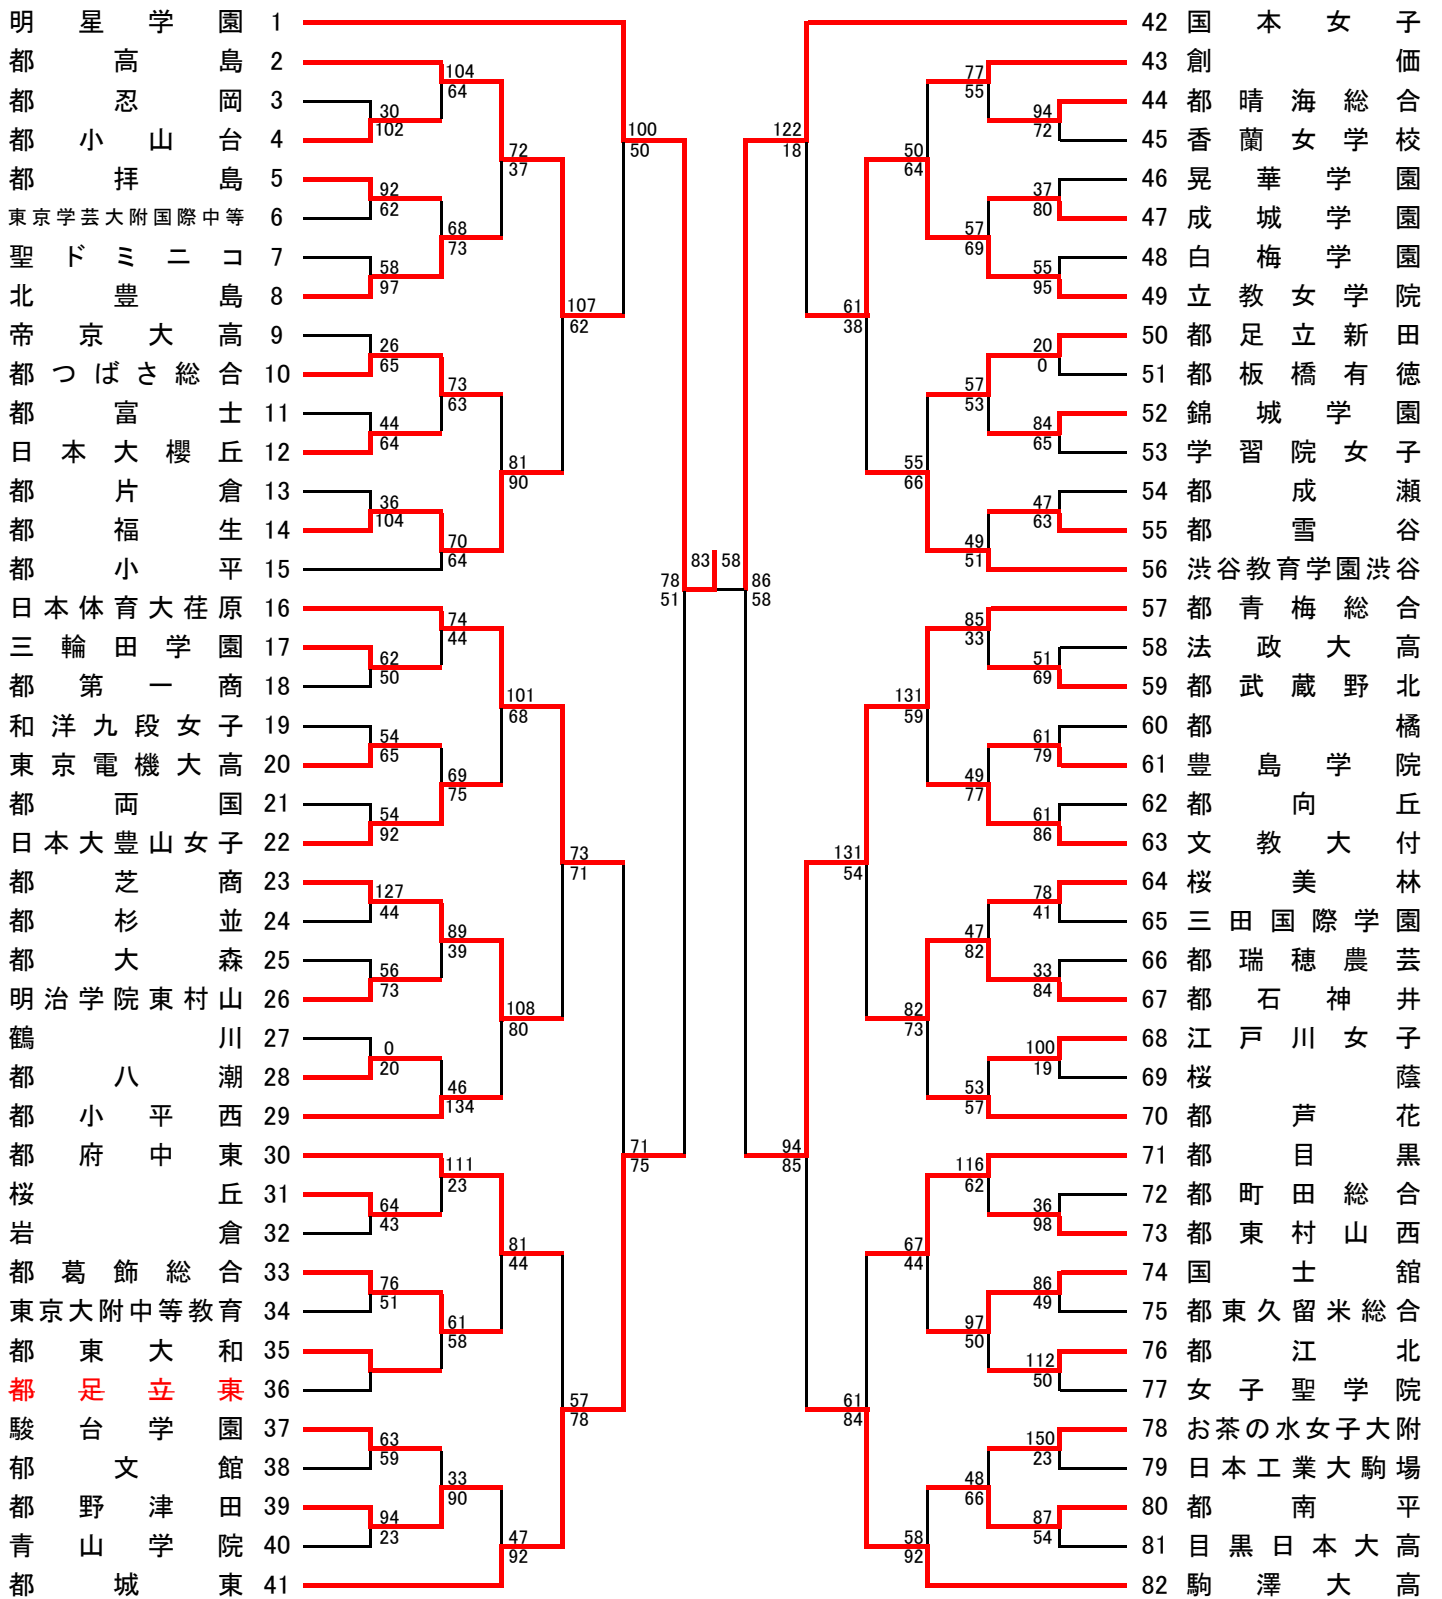 明星学園 1
都高島 2
都忍岡 3
都小山台 4
都拝島 5
東京学芸大附国際中等 6
聖ドミニコ 7
北豊島 8
帝京大高 9
都つばさ総合 10
都富士 11
日本大櫻丘 12
都片倉 13
都福生 14
都小平 15
日本体育大荏原 16
三輪田学園 17
都第一商 18
和洋九段女子 19
東京電機大高 20
都両国 21
日本大豊山女子 22
都芝商 23
都杉並 24
都大森 25
明治学院東村山 26
鶴川 27
都八潮 28
都小平西 29
都府中東 30
桜丘 31
岩倉 32
都葛飾総合 33
東京大附中等教育 34
都東大和 35
都足立東 36
駿台学園 37
郁文館 38
都野津田 39
青山学院 40
都城東 41
30
102
92
62
58
97
26
65
44
64
36
104
62
50
54
65
54
92
127
44
56
73
0
20
64
43
76
51
63
59
94
23
104
64
68
73
73
63
70
64
74
44
69
75
89
39
46
134
111
23
61
58
33
90
72
37
81
90
101
68
108
80
81
44
47
92
107
62
73
71
57
78
100
50
71
75
78
51
83 58
86
58
122
18
94
85
61
38
131
54
61
84
50
64
55
66
131
59
82
73
67
44
58
92
77
55
57
69
57
53
49
51
85
33
49
77
47
82
53
57
116
62
97
50
48
66
94
72
37
80
55
95
20
0
84
65
47
63
51
69
61
79
61
86
78
41
33
84
100
19
36
98
86
49
112
50
150
23
87
54
42 国本女子
43 創価
44 都晴海総合
45 香蘭女学校
46 晃華学園
47 成城学園
48 白梅学園
49 立教女学院
50 都足立新田
51 都板橋有徳
52 錦城学園
53 学習院女子
54 都成瀬
55 都雪谷
56 渋谷教育学園渋谷
57 都青梅総合
58 法政大高
59 都武蔵野北
60 都橘
61 豊島学院
62 都向丘
63 文教大付
64 桜美林
65 三田国際学園
66 都瑞穂農芸
67 都石神井
68 江戸川女子
69 桜蔭
70 都芦花
71 都目黒
72 都町田総合
73 都東村山西
74 国士舘
75 都東久留米総合
76 都江北
77 女子聖学院
78 お茶の水女子大附
79 日本工業大駒場
80 都南平
81 目黒日本大高
82 駒澤大高